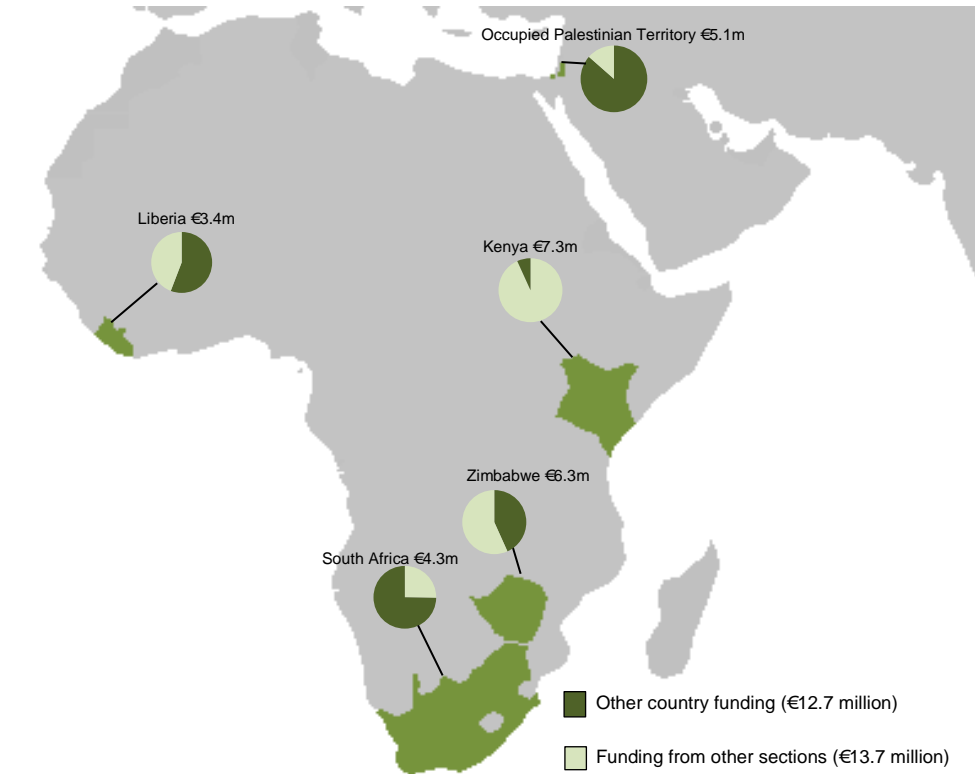 Occupied Palestinian Territory €5.1m
Liberia €3.4m
Kenya €7.3m
Zimbabwe €6.3m
South Africa €4.3m
Other country funding (€12.7 million)
Funding from other sections (€13.7 million)